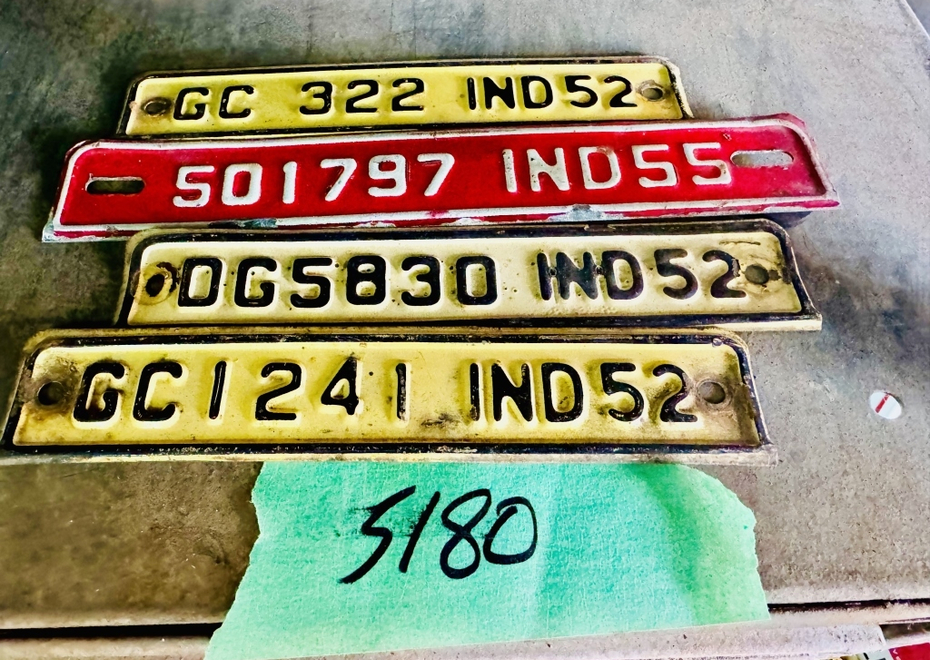 GC 322 IND52
501797 IND55
DG5830 IND52
GC1241 IND52
5180